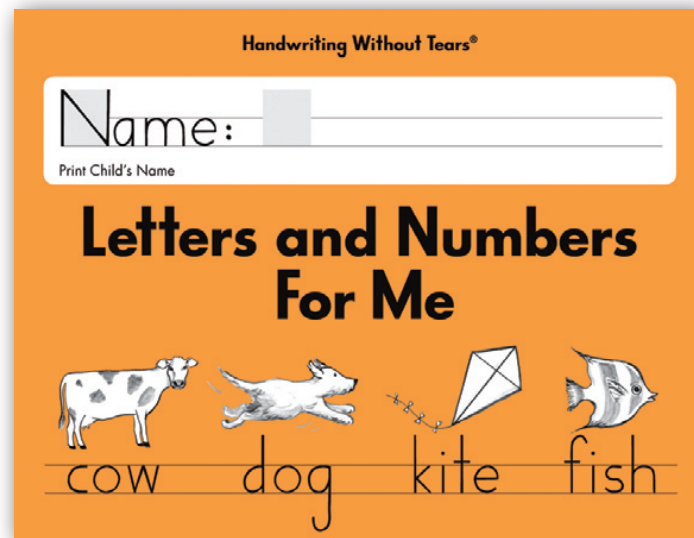 Handwriting Without Tears®
Name:
Print Child's Name
Letters and Numbers
For Me
cow dog kite fish